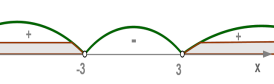 + - +
-3 3 x